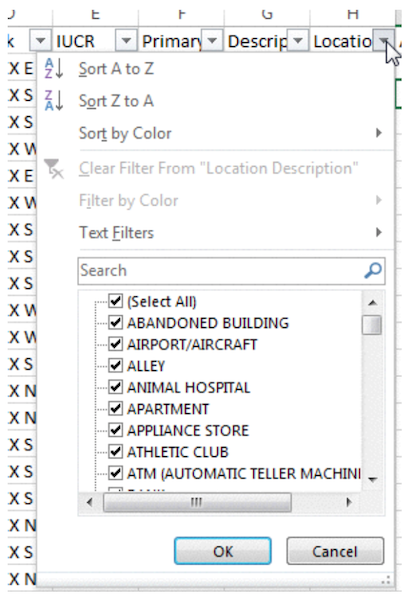 E F G H
k IUCR Primary Descrip Locatio
X E
X S
X S
X W
X E
X W
X S
X S
X S
X W
X W
X S
X N
X N
X S
X S
X S
X N
X S
X N
Sort A to Z
Sort Z to A
Sort by Color
Clear Filter From "Location Description"
Filter by Color
Text Filters
Search
(Select All)
ABANDONED BUILDING
AIRPORT/AIRCRAFT
ALLEY
ANIMAL HOSPITAL
APARTMENT
APPLIANCE STORE
ATHLETIC CLUB
ATM (AUTOMATIC TELLER MACHINI
OK Cancel